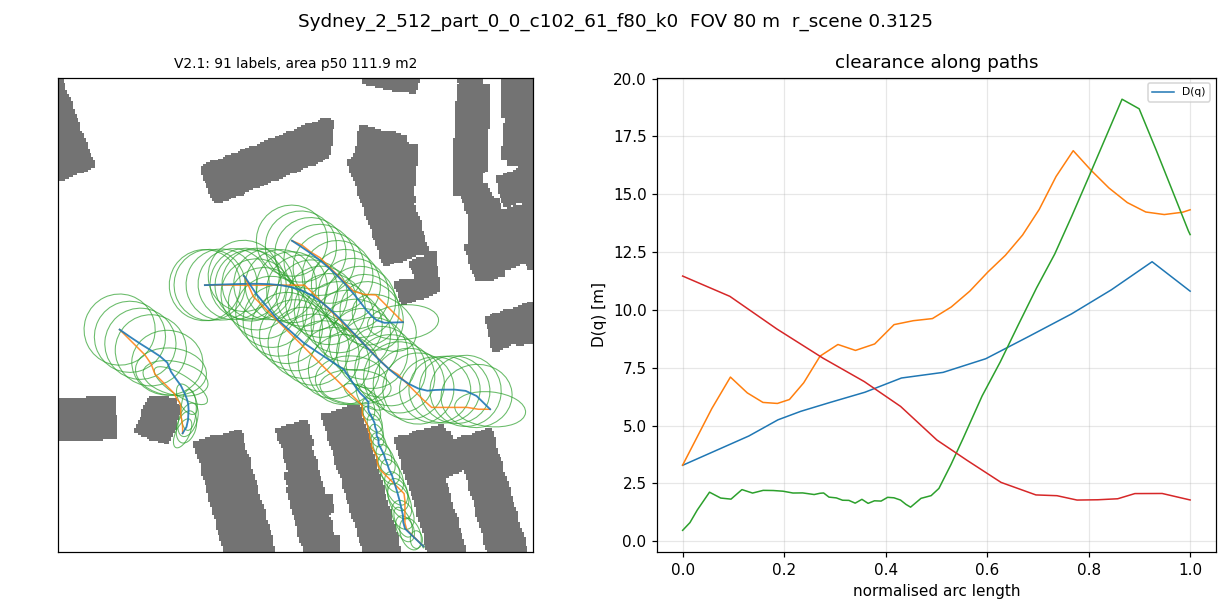 Sydney_2_512_part_0_0_c102_61_f80_k0  FOV 80 m  r_scene 0.3125
V2.1: 91 labels, area p50 111.9 m2
clearance along paths
D(q)
20.0
17.5
15.0
12.5
10.0
7.5
5.0
2.5
0.0
D(q) [m]
0.0 0.2 0.4 0.6 0.8 1.0
normalised arc length